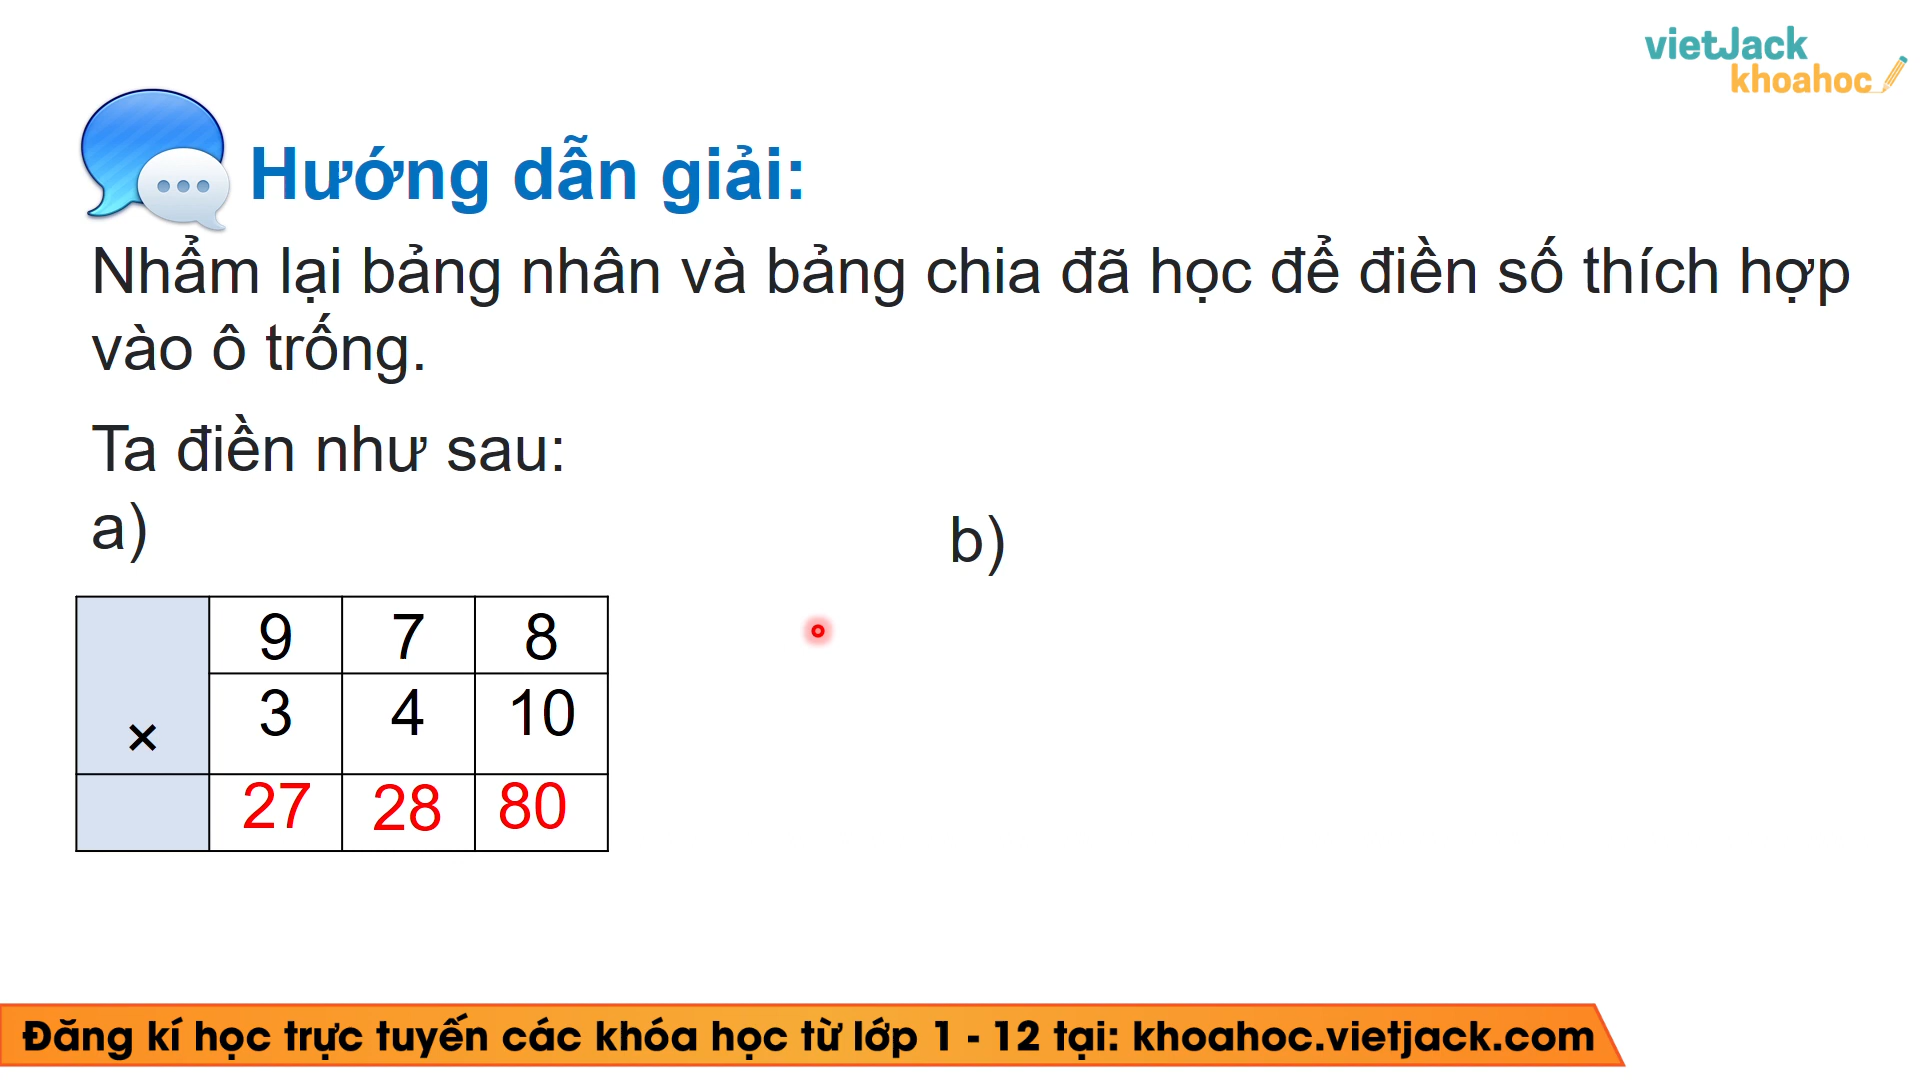 vietJack
khoahoc
Hướng dẫn giải:
Nhẩm lại bảng nhân và bảng chia đã học để điền số thích hợp
vào ô trống.
Ta điền như sau:
a)
b)
9 7 8
× 3 4 10
27 28 80
Đăng kí học trực tuyến các khóa học từ lớp 1 - 12 tại: khoahoc.vietjack.com